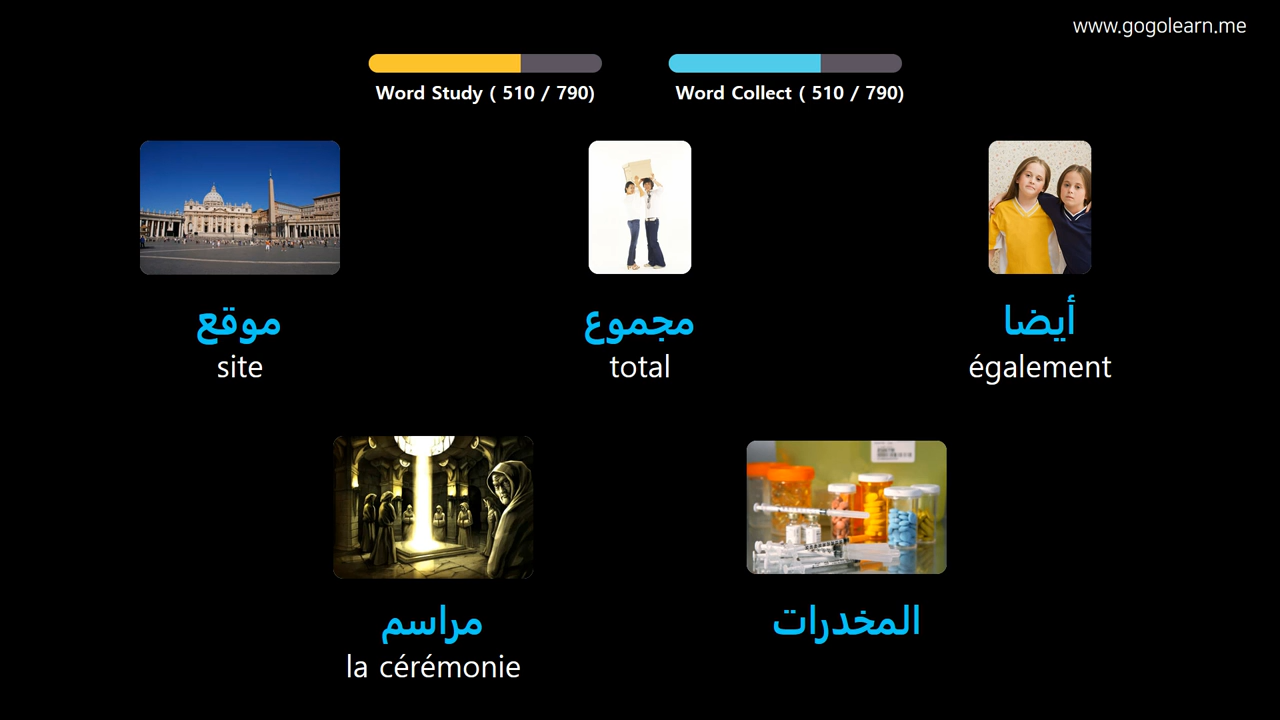 www.gogolearn.me
Word Study ( 510 / 790)
Word Collect ( 510 / 790)
موقع
site
مجموع
total
أيضا
également
مراسم
la cérémonie
المخدرات